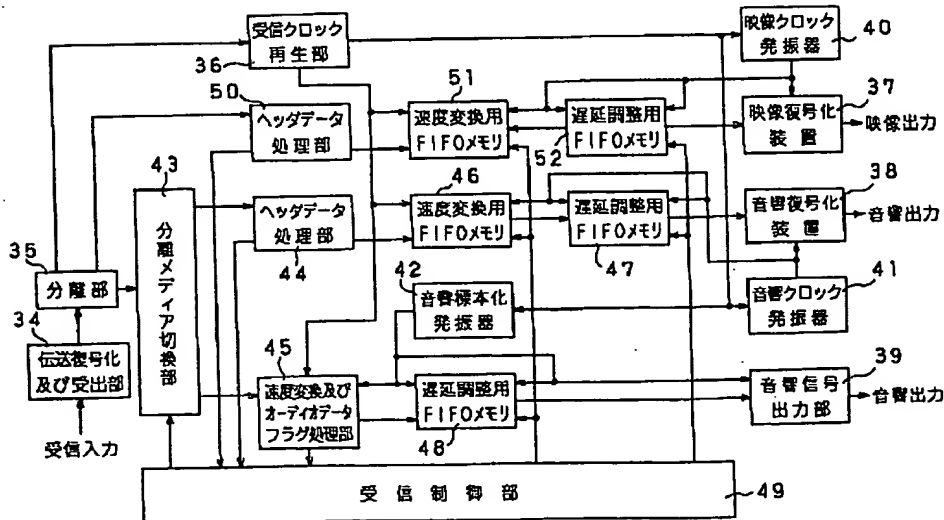 受信クロック
再生部
36
映像クロック
発振器
40
50
ヘッダデータ
処理部
51
速度変換用
FIFOメモリ
遅延調整用
FIFOメモリ
52
37
映像復号化
装置
映像出力
43
分離メディア切換部
46
速度変換用
FIFOメモリ
ヘッダデータ
処理部
44
遅延調整用
FIFOメモリ
47
38
音響復号化
装置
音響出力
35
分離部
42
音響標本化
発振器
41
音響クロック
発振器
34
伝送復号化
及び受出部
受信入力
45
速度変換及び
オーディオデータ
フラグ処理部
遅延調整用
FIFOメモリ
48
39
音響信号
出力部
音響出力
受信制御部
49